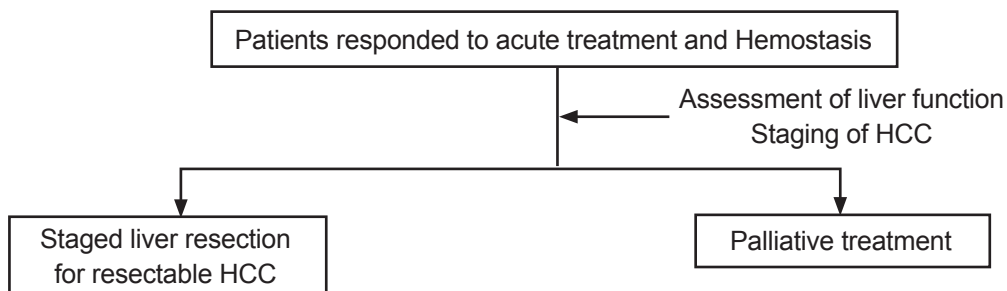 Patients responded to acute treatment and Hemostasis
Assessment of liver function
Staging of HCC
Staged liver resection
for resectable HCC
Palliative treatment